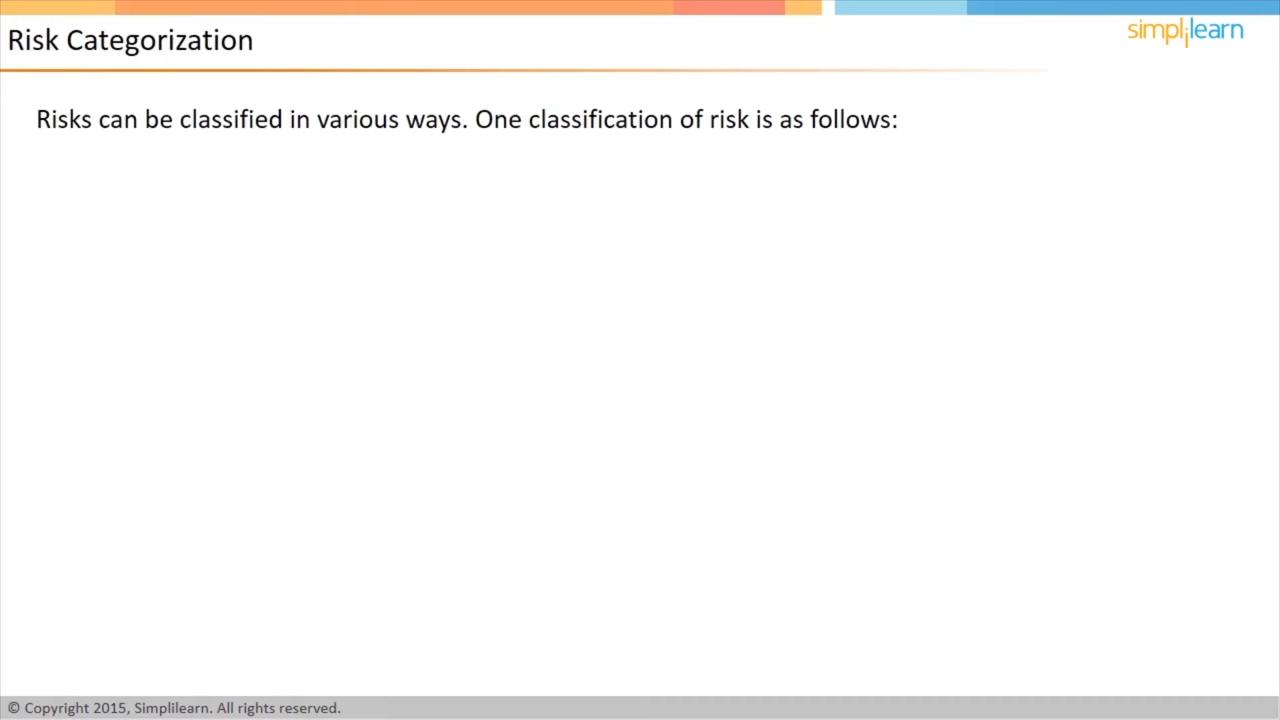 Risk Categorization
simplilearn
Risks can be classified in various ways. One classification of risk is as follows:
© Copyright 2015, Simplilearn. All rights reserved.